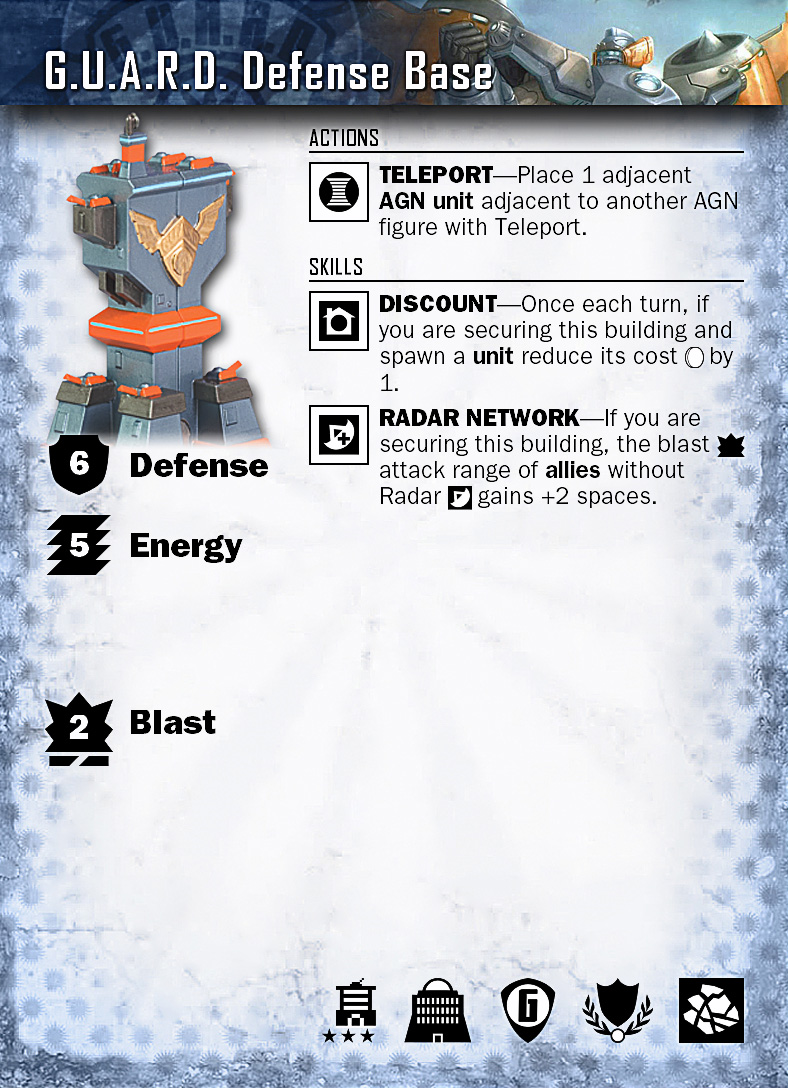 G.U.A.R.D. Defense Base
ACTIONS
TELEPORT—Place 1 adjacent
AGN unit adjacent to another AGN
figure with Teleport.
SKILLS
DISCOUNT—Once each turn, if
you are securing this building and
spawn a unit reduce its cost by
1.
RADAR NETWORK—If you are
securing this building, the blast
attack range of allies without
Radar gains +2 spaces.
6 Defense
5 Energy
2 Blast
G